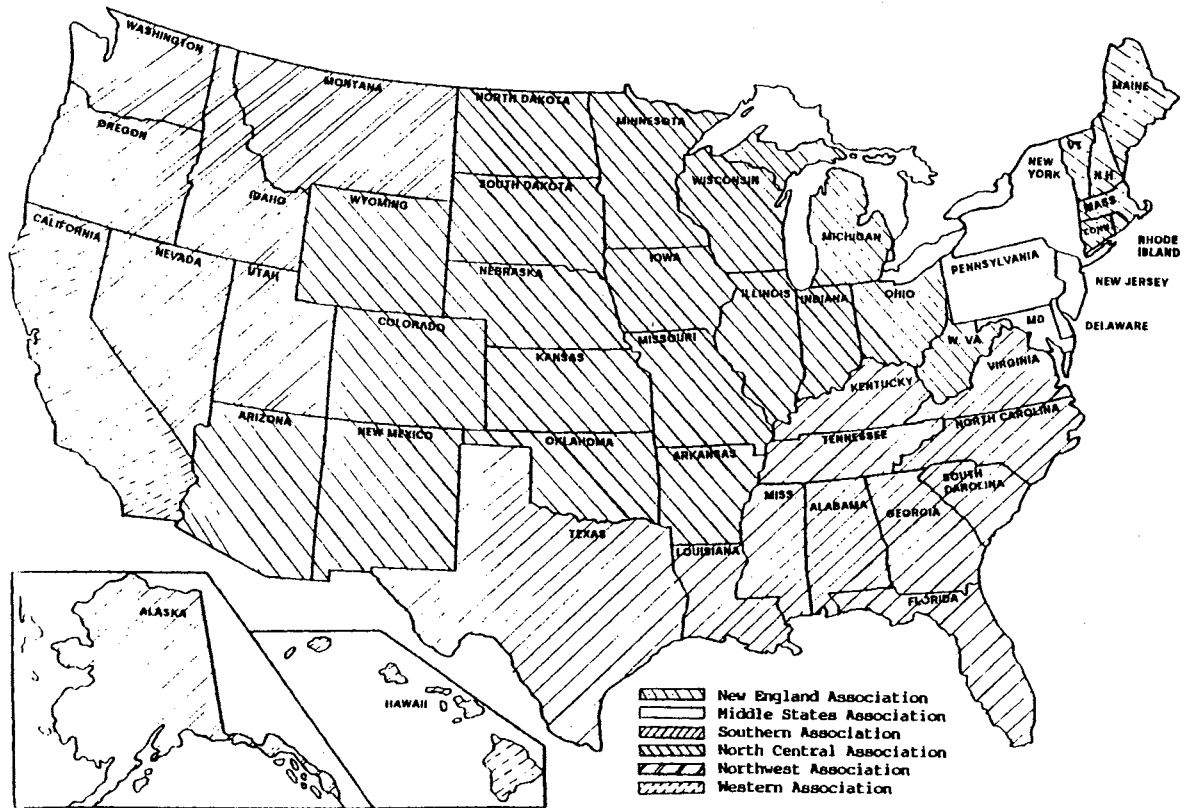 WASHINGTON
MONTANA
NORTH DAKOTA
MINNESOTA
MAINE
OREGON
VT
NEW
YORK
N.H
IDAHO
WYOMING
SOUTH DAKOTA
WISCONSIN
MASS.
CONN
CALIFORNIA
NEVADA
UTAH
NEBRASKA
IOWA
MICHIGAN
RHODE
ISLAND
PENNSYLVANIA
NEW JERSEY
ILLINOIS
INDIANA
OHIO
COLORADO
KANSAS
MISSOURI
W. VA.
MD
DELAWARE
VIRGINIA
KENTUCKY
ARIZONA
NEW MEXICO
OKLAHOMA
ARKANSAS
TENNESSEE
NORTH CAROLINA
SOUTH
CAROLINA
TEXAS
LOUISIANA
MISS
ALABAMA
GEORGIA
FLORIDA
ALASKA
HAWAII
New England Association
Middle States Association
Southern Association
North Central Association
Northwest Association
Western Association